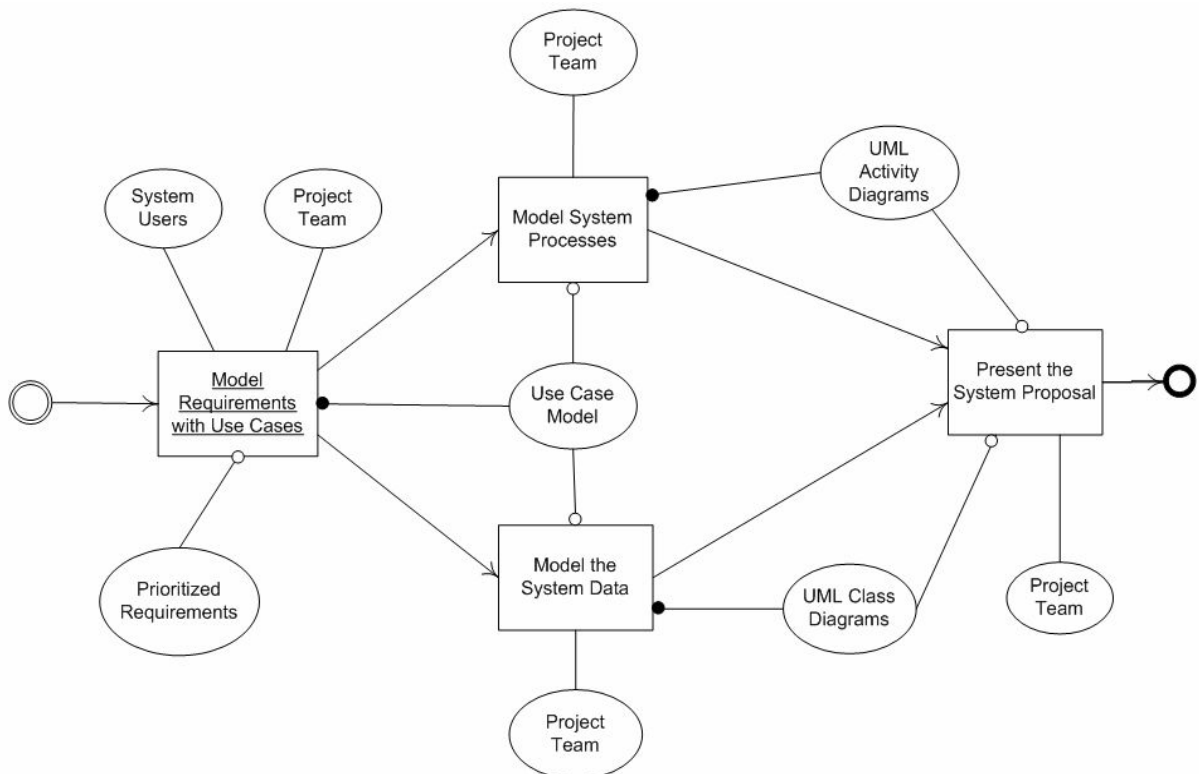 Project
Team
UML
Activity
Diagrams
System
Users
Project
Team
Model System
Processes
Model
Requirements
with Use Cases
Use Case
Model
Present the
System Proposal
Prioritized
Requirements
Model the
System Data
UML Class
Diagrams
Project
Team
Project
Team